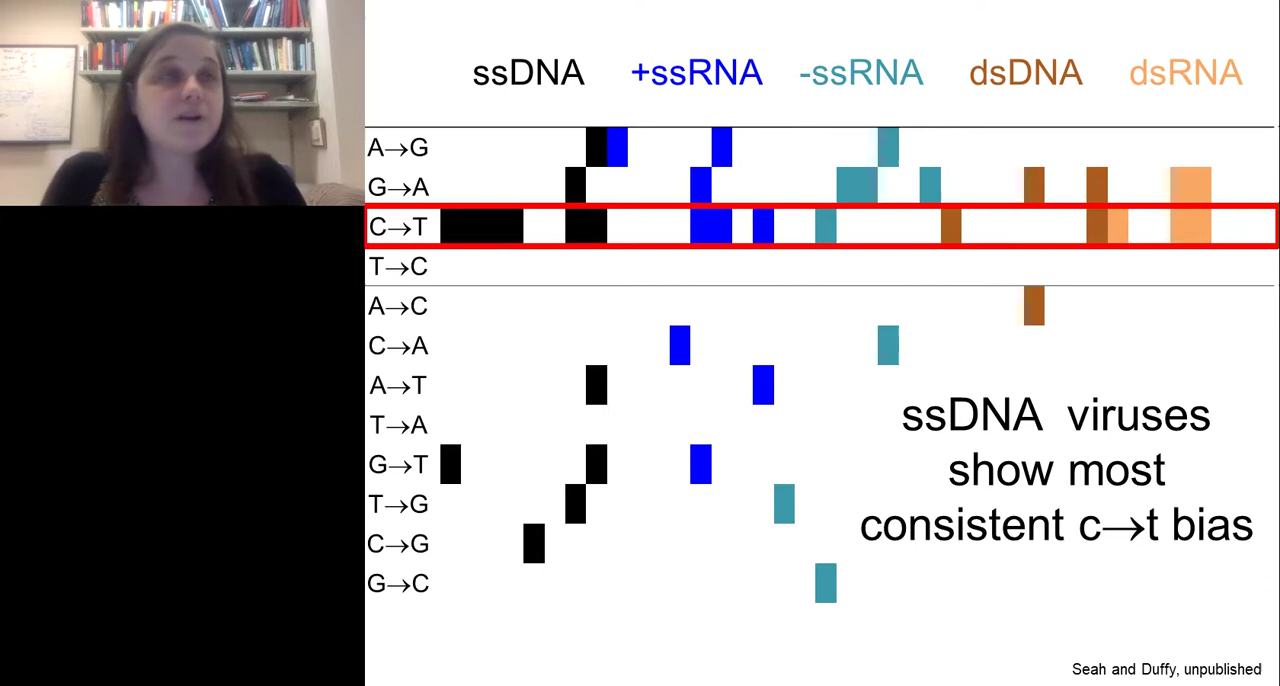 ssDNA +ssRNA -ssRNA dsDNA dsRNA
A→G
G→A
C→T
T→C
A→C
C→A
A→T
T→A
G→T
T→G
C→G
G→C
ssDNA viruses
show most
consistent c→t bias
Seah and Duffy, unpublished